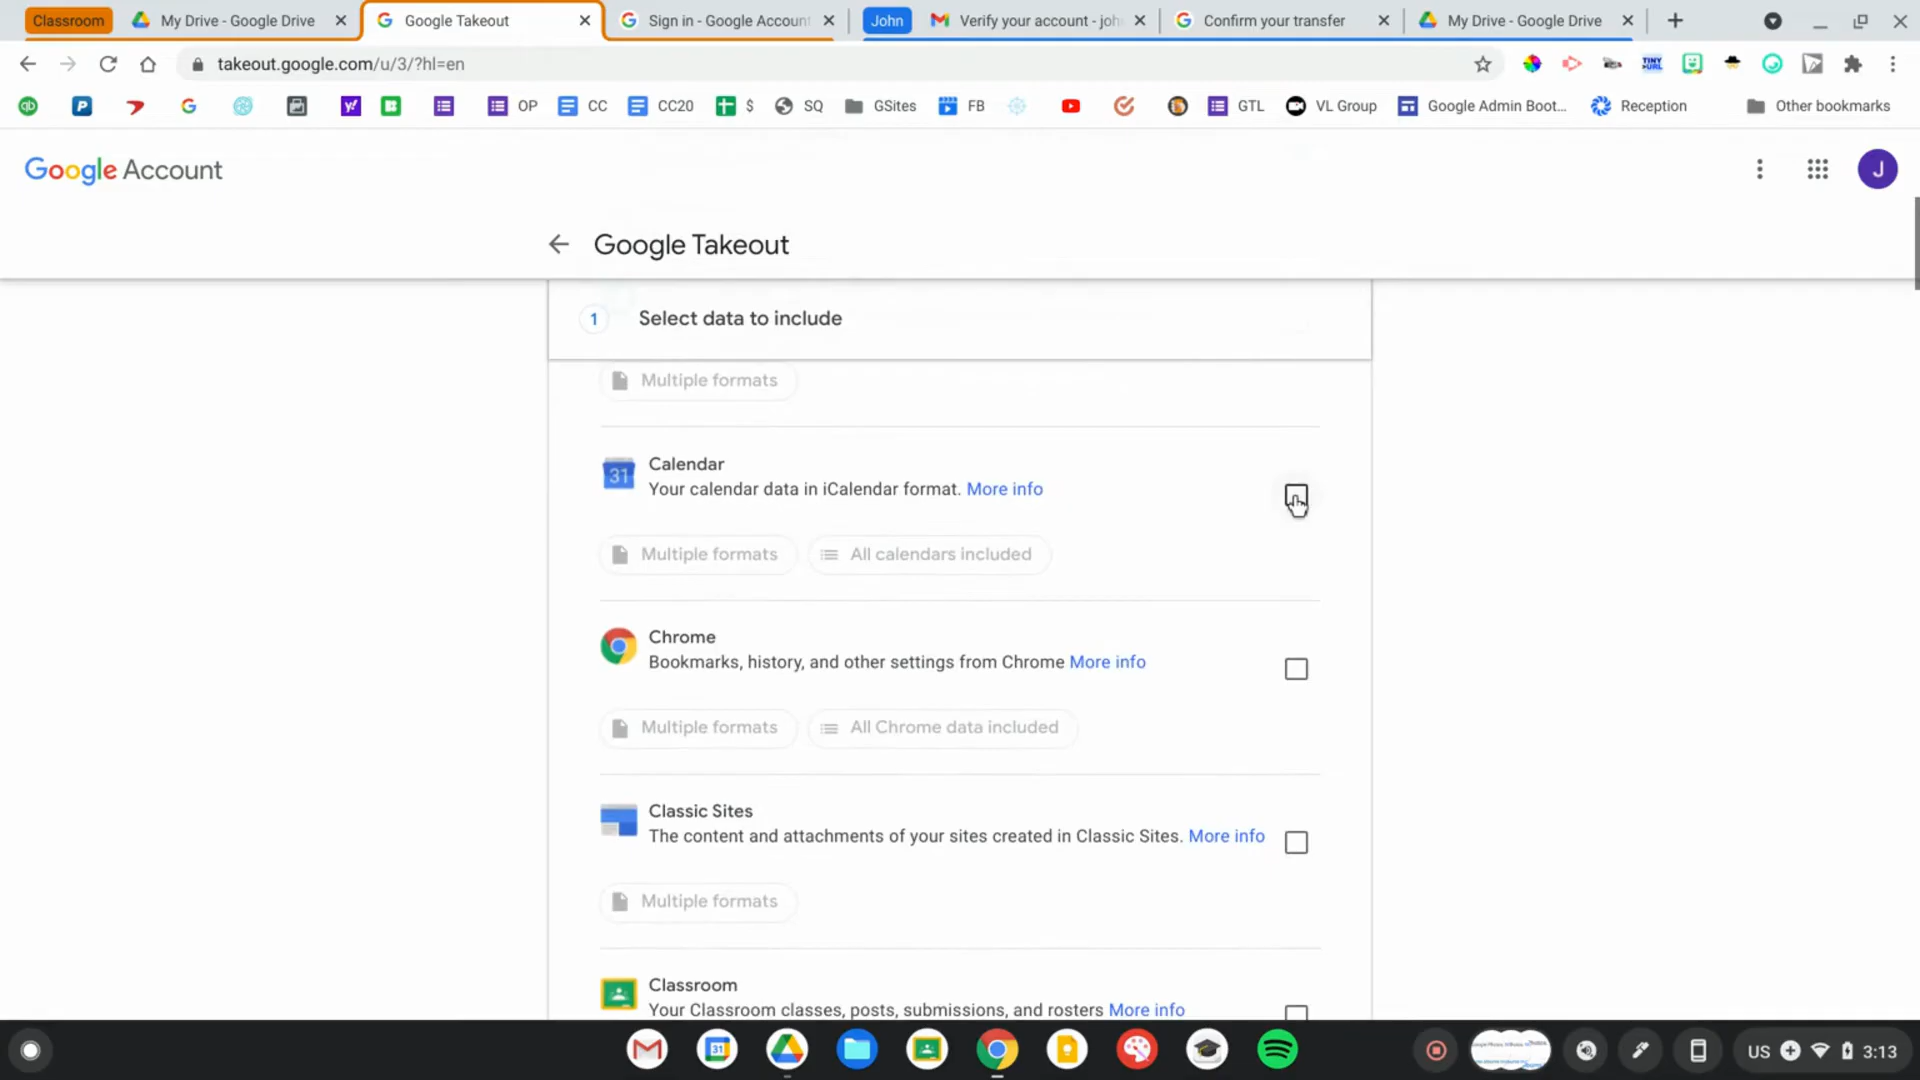 Classroom
My Drive - Google Drive
Google Takeout
Sign in - Google Accoun
John
Verify your account - joh
Confirm your transfer
My Drive - Google Drive
takeout.google.com/u/3/?hl=en
OP
CC
CC20
$
SQ
GSites
FB
GTL
VL Group
Google Admin Boot...
Reception
Other bookmarks
Google Account
J
Google Takeout
1 Select data to include
Multiple formats
31
Calendar
Your calendar data in iCalendar format. More info
Multiple formats
All calendars included
Chrome
Bookmarks, history, and other settings from Chrome More info
Multiple formats
All Chrome data included
Classic Sites
The content and attachments of your sites created in Classic Sites. More info
Multiple formats
Classroom
Your Classroom classes, posts, submissions, and rosters More info
31
US
3:13